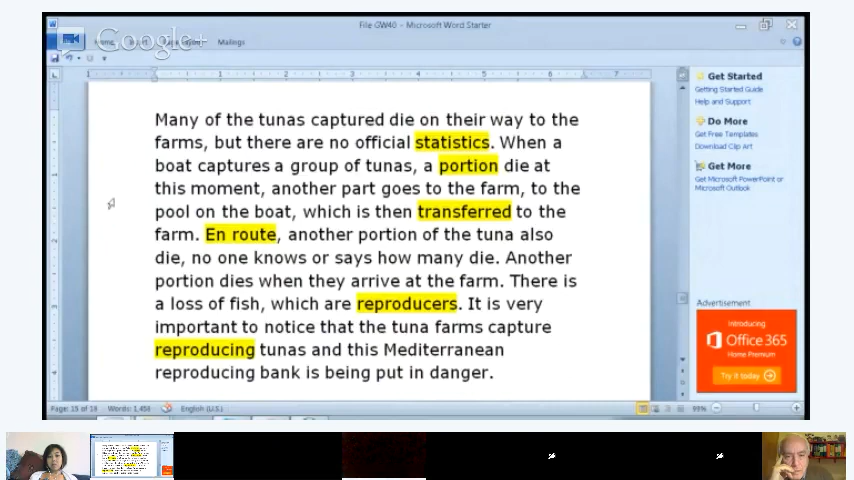 File GW40 - Microsoft Word Starter
Google+
Mailings
Many of the tunas captured die on their way to the
farms, but there are no official statistics. When a
boat captures a group of tunas, a portion die at
this moment, another part goes to the farm, to the
pool on the boat, which is then transferred to the
farm. En route, another portion of the tuna also
die, no one knows or says how many die. Another
portion dies when they arrive at the farm. There is
a loss of fish, which are reproducers. It is very
important to notice that the tuna farms capture
reproducing tunas and this Mediterranean
reproducing bank is being put in danger.
Get Started
Getting Started Guide
Help and Support
Do More
Get Free Templates
Download Clip Art
Get More
Get Microsoft PowerPoint or
Microsoft Outlook
Advertisement
Introducing
Office 365
Home Premium
Try it today
Page: 15 of 19 Words: 1,458 English (U.S.) 99%